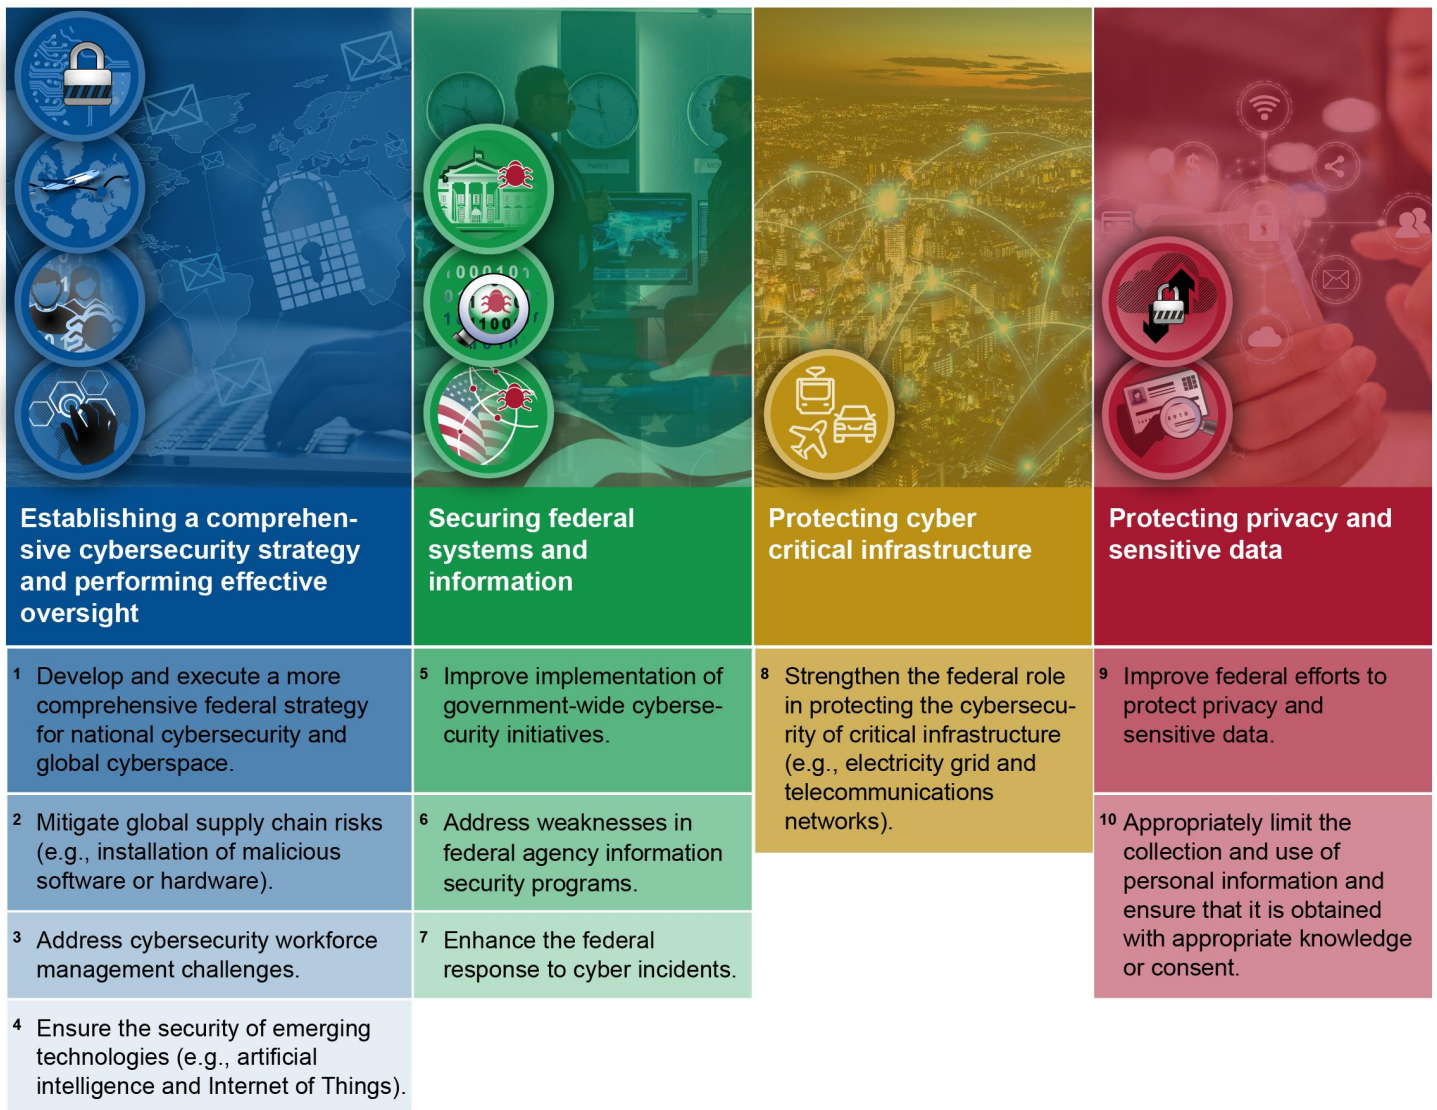 Establishing a comprehen-
sive cybersecurity strategy
and performing effective
oversight
1 Develop and execute a more
comprehensive federal strategy
for national cybersecurity and
global cyberspace.
2 Mitigate global supply chain risks
(e.g., installation of malicious
software or hardware).
3 Address cybersecurity workforce
management challenges.
4 Ensure the security of emerging
technologies (e.g., artificial
intelligence and Internet of Things).
PARIS
000101
1100
Securing federal
systems and
information
5 Improve implementation of
government-wide cyberse-
curity initiatives.
6 Address weaknesses in
federal agency information
security programs.
7 Enhance the federal
response to cyber incidents.
Protecting cyber
critical infrastructure
8 Strengthen the federal role
in protecting the cybersecu-
rity of critical infrastructure
(e.g., electricity grid and
telecommunications
networks).
Protecting privacy and
sensitive data
9 Improve federal efforts to
protect privacy and
sensitive data.
10 Appropriately limit the
collection and use of
personal information and
ensure that it is obtained
with appropriate knowledge
or consent.